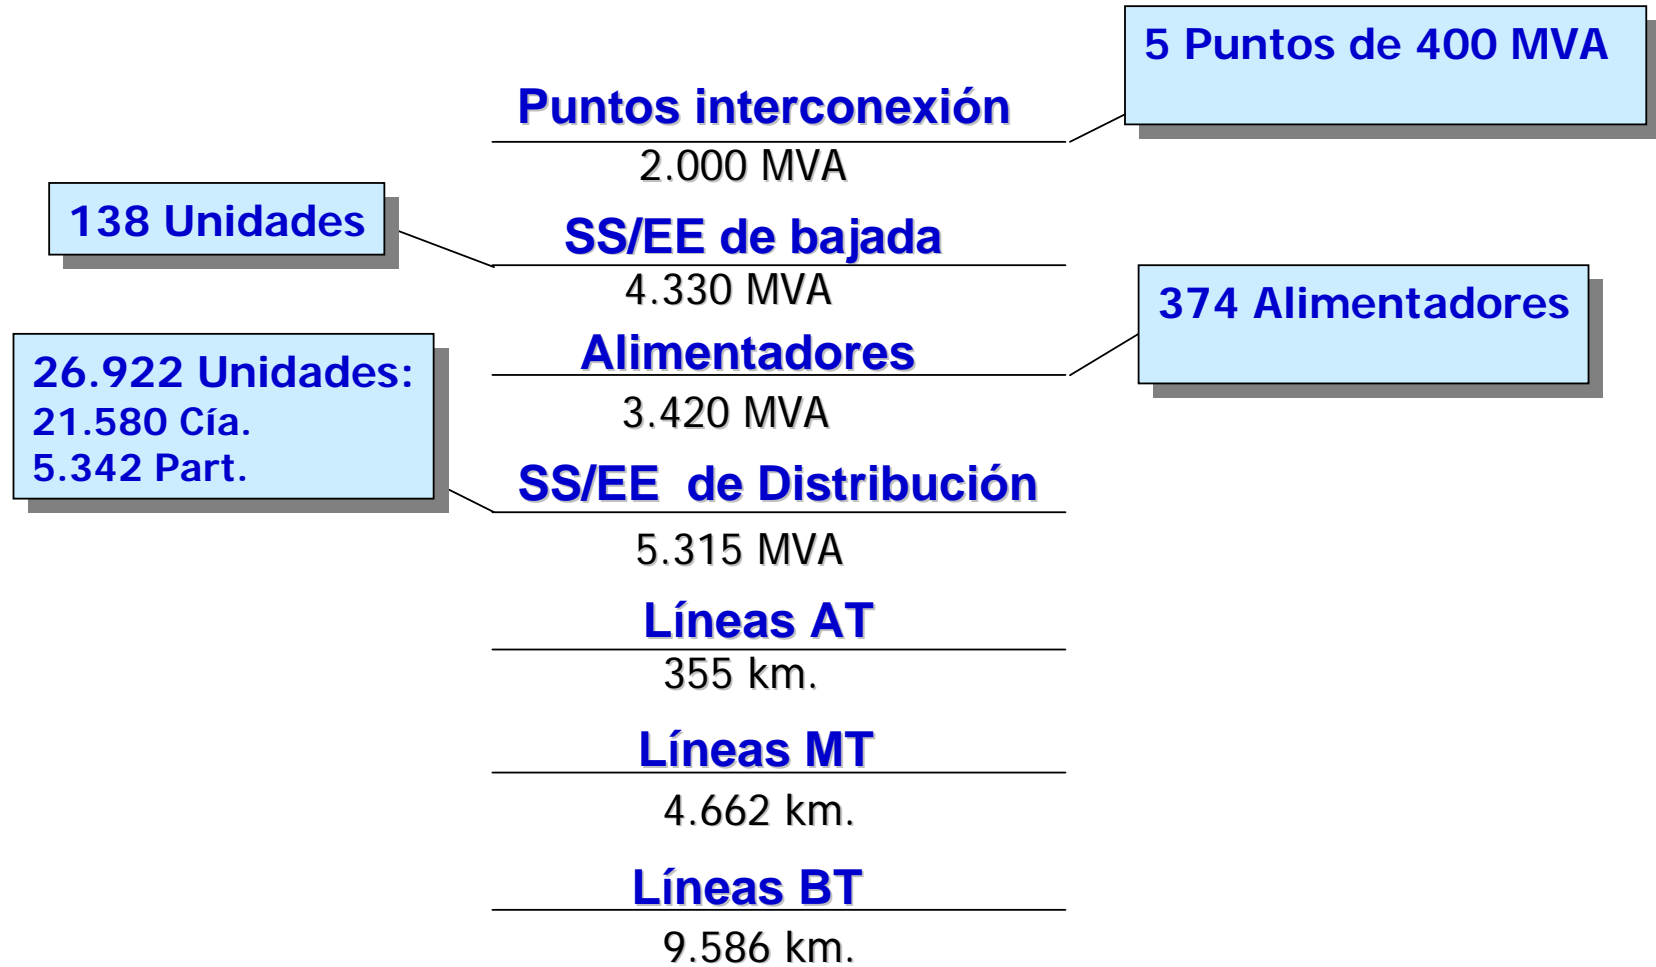 5 Puntos de 400 MVA
Puntos interconexión
2.000 MVA
138 Unidades
SS/EE de bajada
4.330 MVA
374 Alimentadores
Alimentadores
3.420 MVA
26.922 Unidades:
21.580 Cía.
5.342 Part.
SS/EE de Distribución
5.315 MVA
Líneas AT
355 km.
Líneas MT
4.662 km.
Líneas BT
9.586 km.